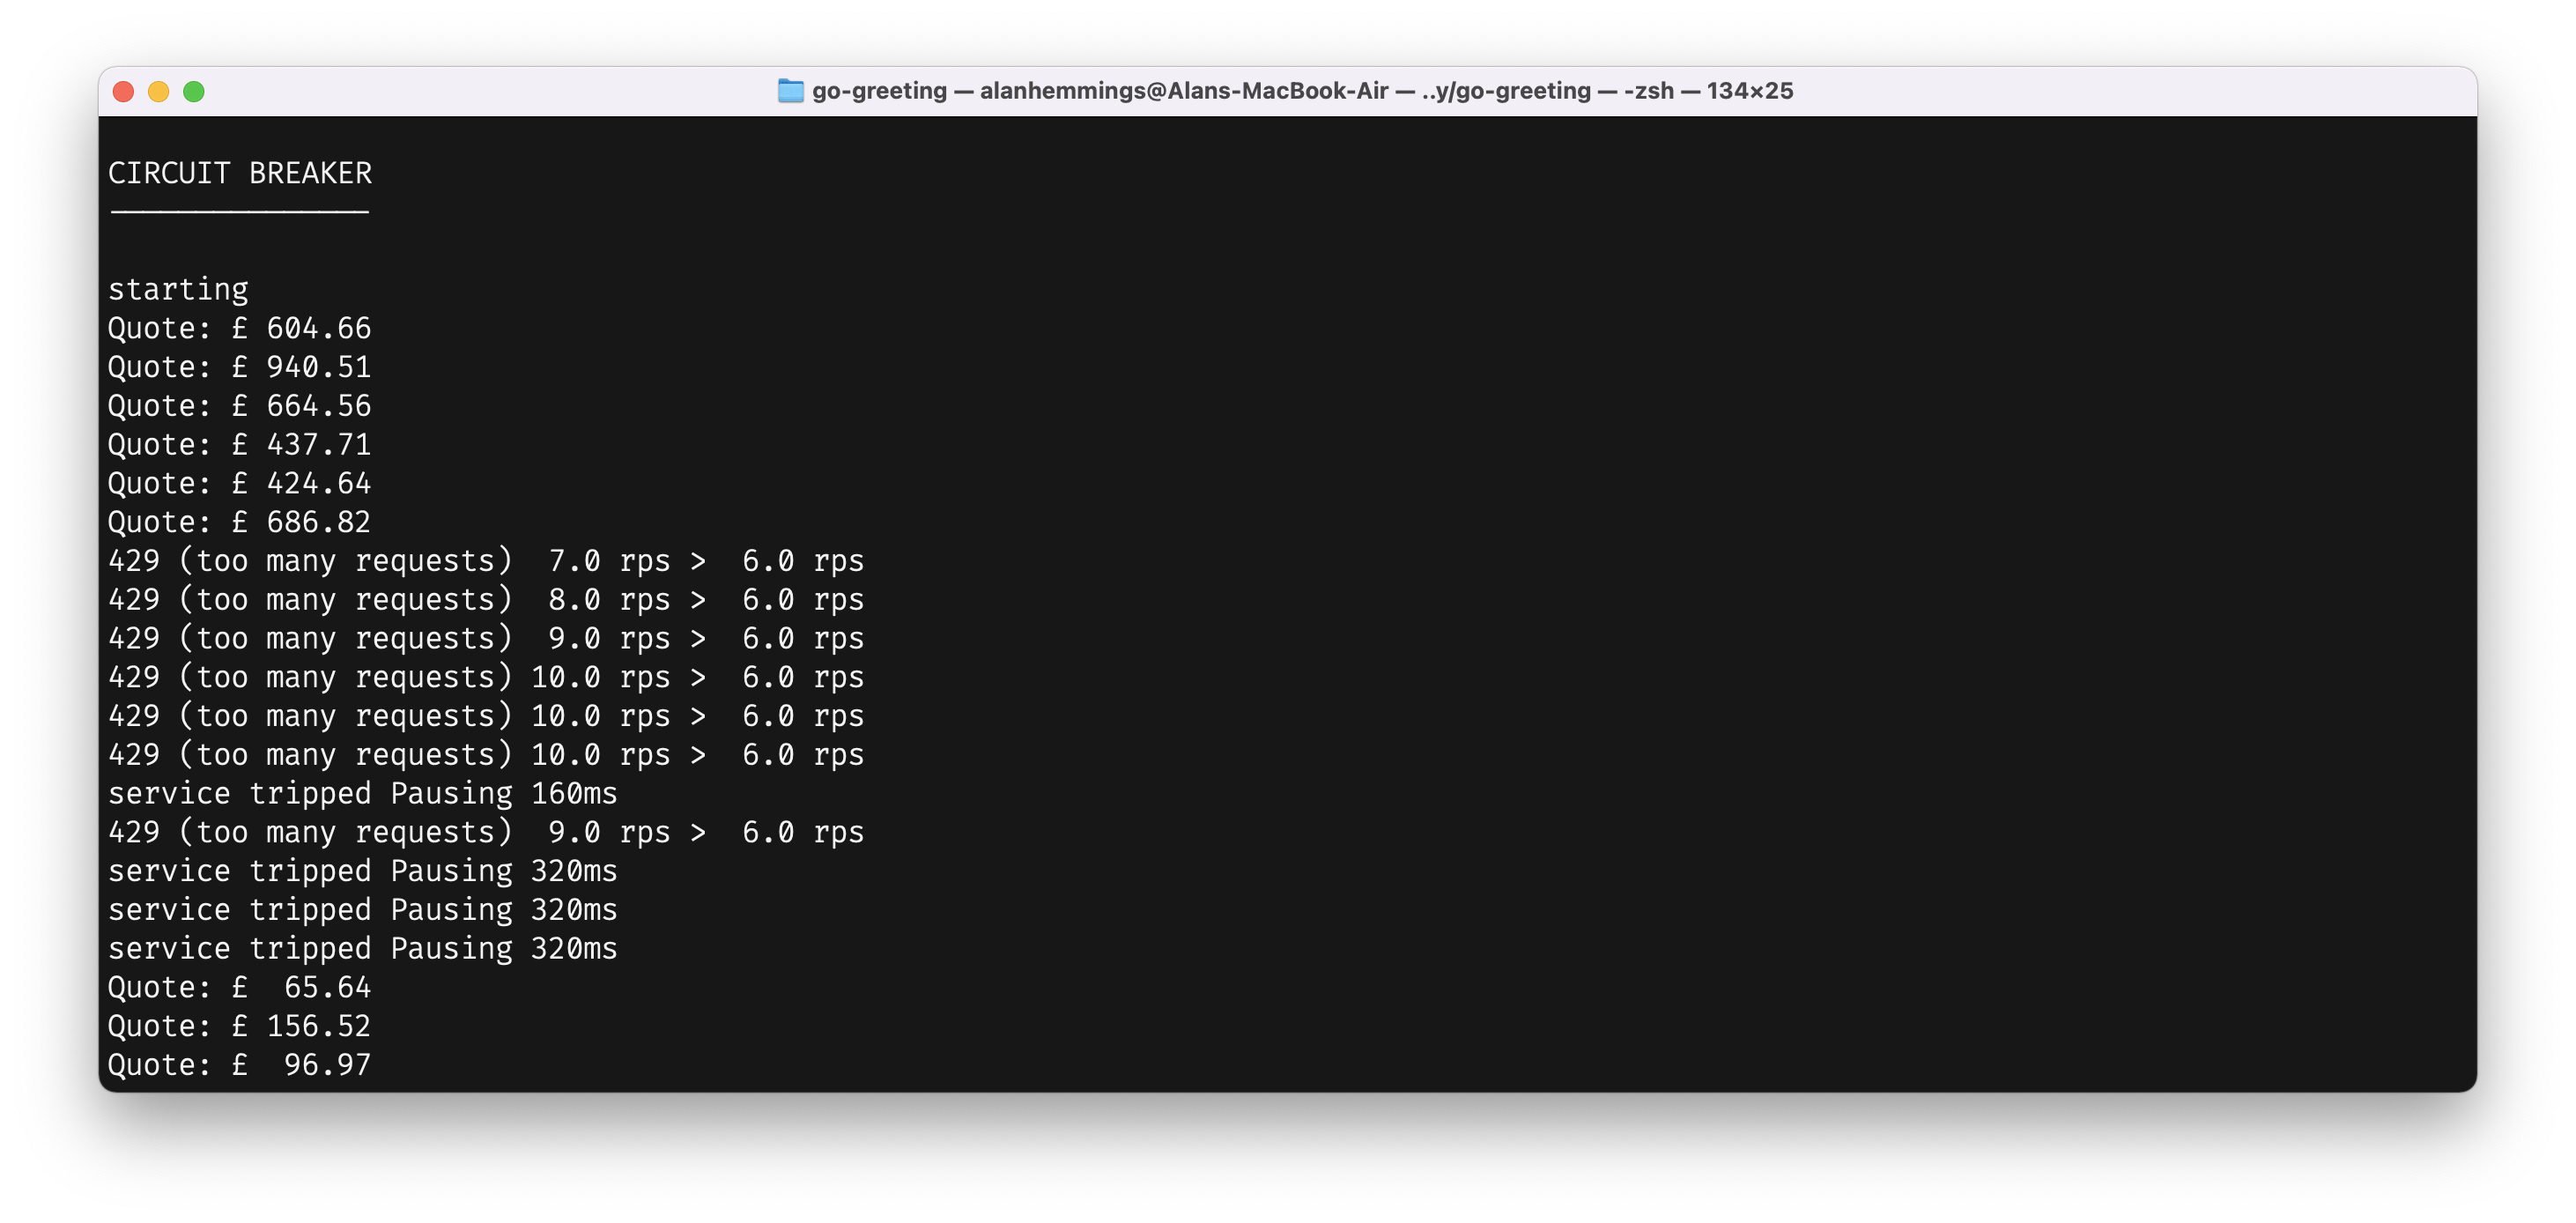 go-greeting — alanhemmings@Alans-MacBook-Air — ..y/go-greeting — -zsh — 134×25
CIRCUIT BREAKER
———————————————
starting
Quote: £ 604.66
Quote: £ 940.51
Quote: £ 664.56
Quote: £ 437.71
Quote: £ 424.64
Quote: £ 686.82
429 (too many requests)  7.0 rps >  6.0 rps
429 (too many requests)  8.0 rps >  6.0 rps
429 (too many requests)  9.0 rps >  6.0 rps
429 (too many requests) 10.0 rps >  6.0 rps
429 (too many requests) 10.0 rps >  6.0 rps
429 (too many requests) 10.0 rps >  6.0 rps
service tripped Pausing 160ms
429 (too many requests)  9.0 rps >  6.0 rps
service tripped Pausing 320ms
service tripped Pausing 320ms
service tripped Pausing 320ms
Quote: £  65.64
Quote: £ 156.52
Quote: £  96.97